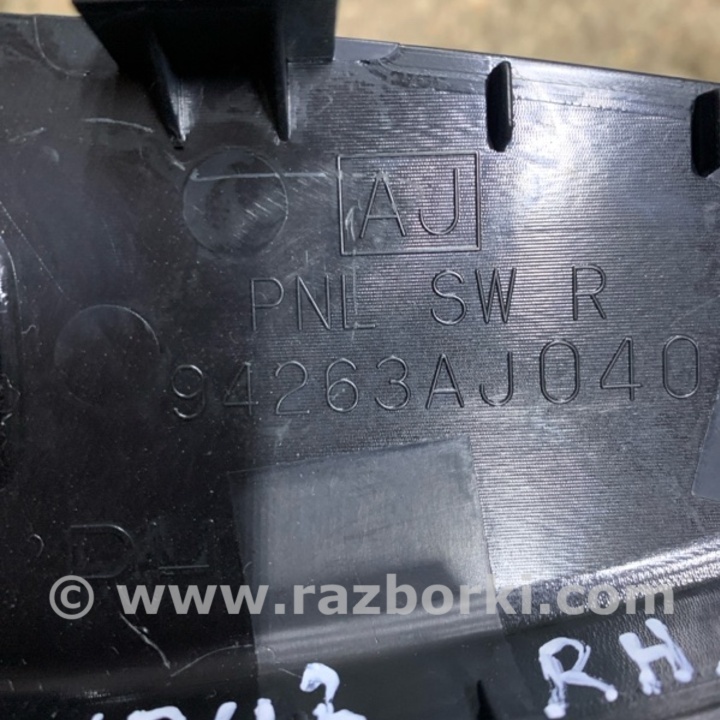 AJ
PNL SW R
94263AJ040
© www.razborki.com
RH